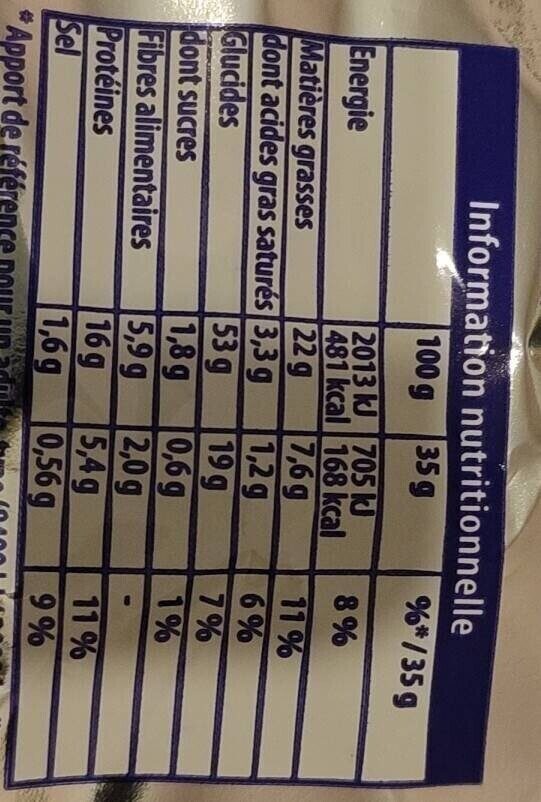 Information nutritionnelle
100 g 35 g %*/35 g
Energie 2013 kJ 705 kJ 8 %
481 kcal 168 kcal
Matières grasses 22 g 7,6 g 11 %
dont acides gras saturés 3,3 g 1,2 g 6 %
Glucides 53 g 19 g 7 %
dont sucres 1,8 g 0,6 g 1 %
Fibres alimentaires 5,9 g 2,0 g -
Protéines 16 g 5,4 g 11 %
Sel 1,6 g 0,56 g 9 %
* Apport de référence pour un